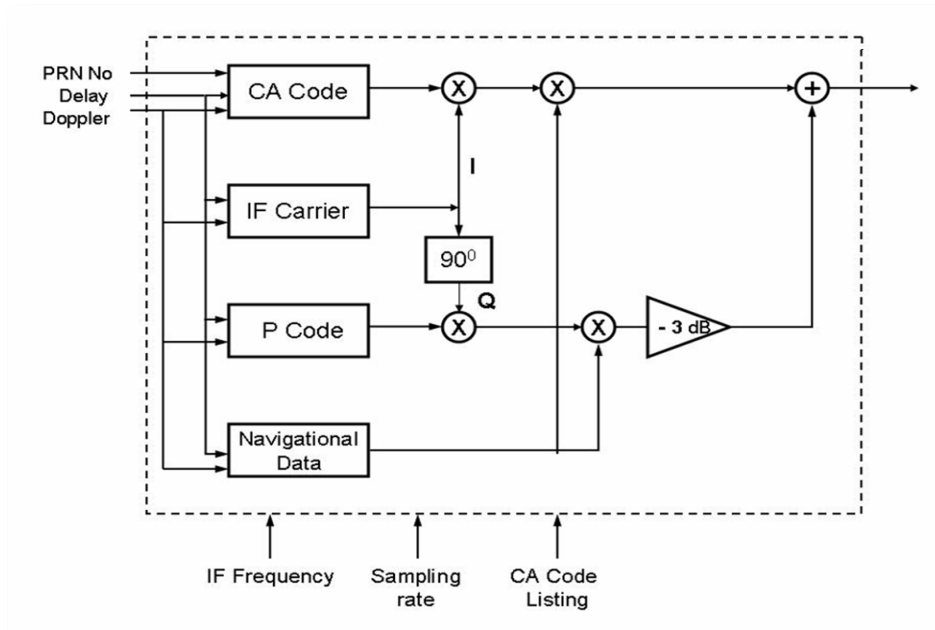 PRN No
Delay
Doppler
CA Code
X
X
+
I
IF Carrier
90⁰
Q
P Code
X
X
- 3 dB
Navigational
Data
IF Frequency
Sampling
rate
CA Code
Listing